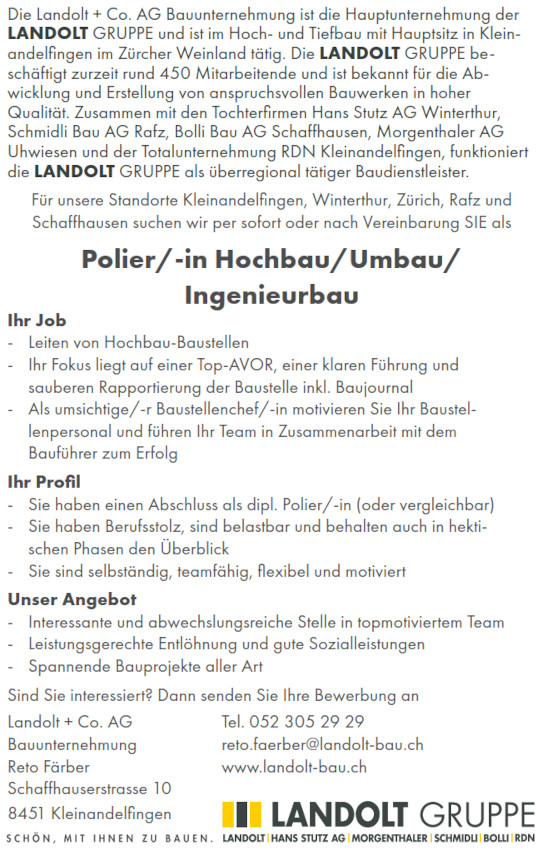 Die Landolt + Co. AG Bauunternehmung ist die Hauptunternehmung der
LANDOLT GRUPPE und ist im Hoch- und Tiefbau mit Hauptsitz in Klein-
andelfingen im Zürcher Weinland tätig. Die LANDOLT GRUPPE be-
schäftigt zurzeit rund 450 Mitarbeitende und ist bekannt für die Ab-
wicklung und Erstellung von anspruchsvollen Bauwerken in hoher
Qualität. Zusammen mit den Tochterfirmen Hans Stutz AG Winterthur,
Schmidli Bau AG Rafz, Bolli Bau AG Schaffhausen, Morgenthaler AG
Uhwiesen und der Totalunternehmung RDN Kleinandelfingen, funktioniert
die LANDOLT GRUPPE als überregional tätiger Baudienstleister.
Für unsere Standorte Kleinandelfingen, Winterthur, Zürich, Rafz und
Schaffhausen suchen wir per sofort oder nach Vereinbarung SIE als
Polier/-in Hochbau/Umbau/
Ingenieurbau
Ihr Job
- Leiten von Hochbau-Baustellen
- Ihr Fokus liegt auf einer Top-AVOR, einer klaren Führung und
sauberen Rapportierung der Baustelle inkl. Baujournal
- Als umsichtige/-r Baustellenchef/-in motivieren Sie Ihr Baustel-
lenpersonal und führen Ihr Team in Zusammenarbeit mit dem
Bauführer zum Erfolg
Ihr Profil
- Sie haben einen Abschluss als dipl. Polier/-in (oder vergleichbar)
- Sie haben Berufsstolz, sind belastbar und behalten auch in hekti-
schen Phasen den Überblick
- Sie sind selbständig, teamfähig, flexibel und motiviert
Unser Angebot
- Interessante und abwechslungsreiche Stelle in topmotiviertem Team
- Leistungsgerechte Entlöhnung und gute Sozialleistungen
- Spannende Bauprojekte aller Art
Sind Sie interessiert? Dann senden Sie Ihre Bewerbung an
Landolt + Co. AG Tel. 052 305 29 29
Bauunternehmung reto.faerber@landolt-bau.ch
Reto Färber www.landolt-bau.ch
Schaffhauserstrasse 10
8451 Kleinandelfingen
LANDOLT GRUPPE
SCHÖN, MIT IHNEN ZU BAUEN. LANDOLT|HANS STUTZ AG|MORGENTHALER|SCHMIDLI|BOLLI|RDN